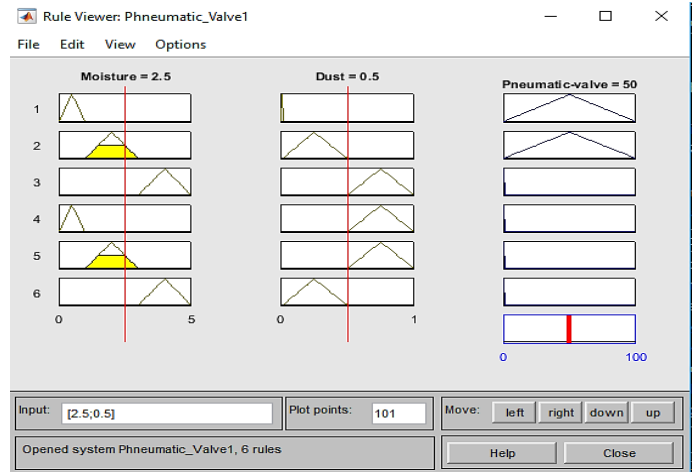 Rule Viewer: Phneumatic_Valve1
File Edit View Options
Moisture = 2.5 Dust = 0.5 Pneumatic-valve = 50
1
2
3
4
5
6
0 5 0 1
0 100
Input: [2.5;0.5] Plot points: 101 Move: left right down up
Opened system Phneumatic_Valve1, 6 rules Help Close